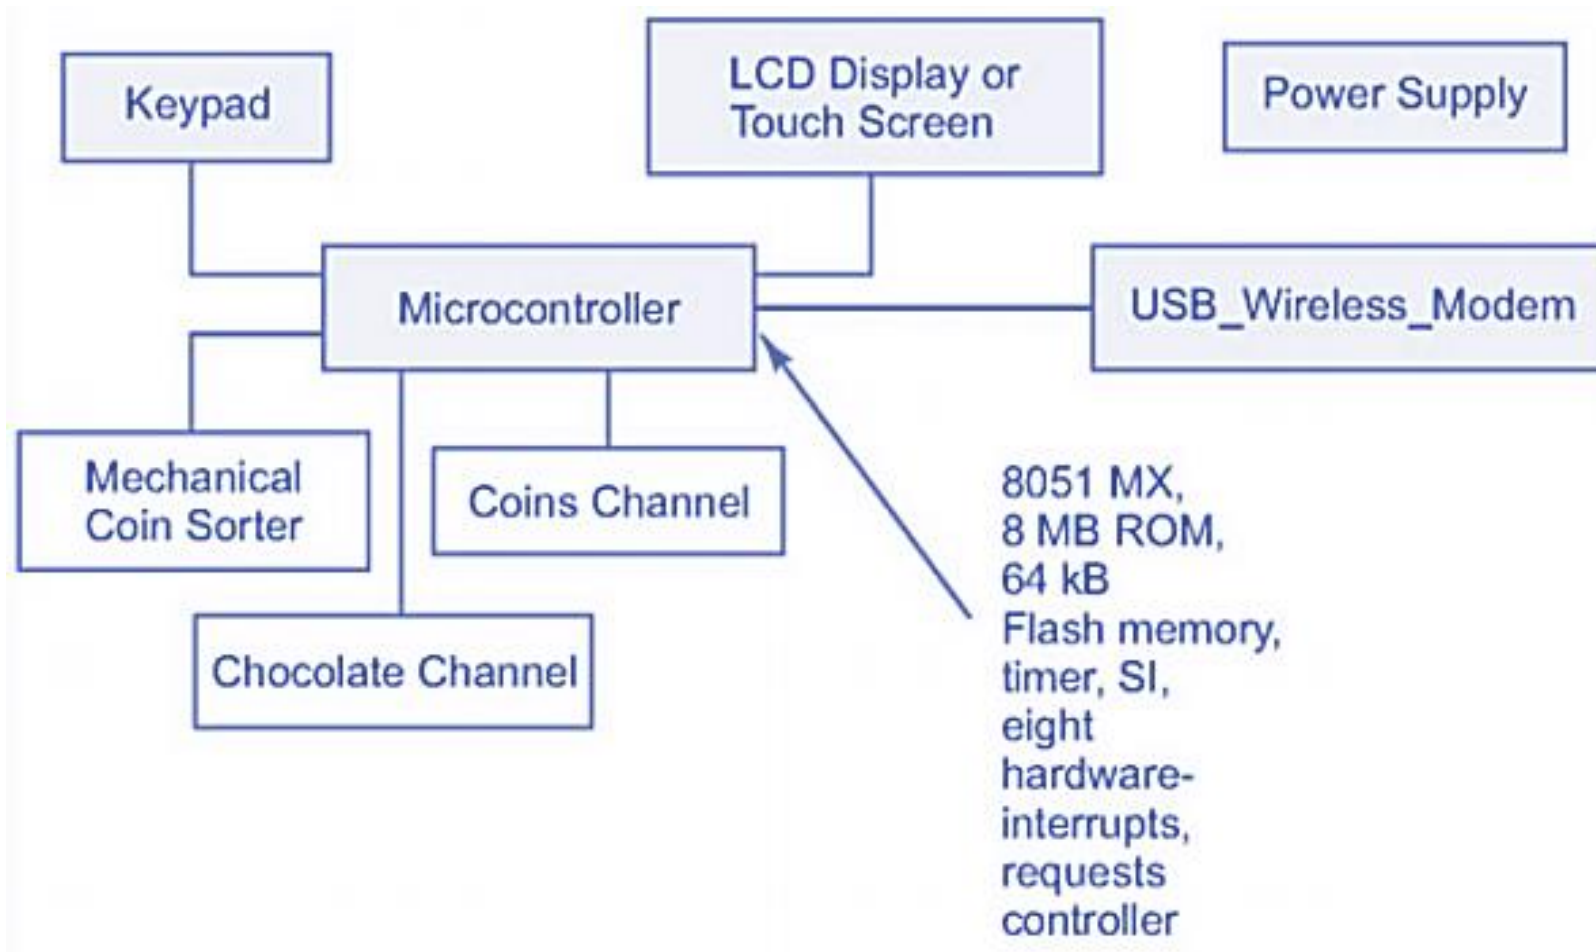 Keypad
LCD Display or
Touch Screen
Power Supply
Microcontroller
USB_Wireless_Modem
Mechanical
Coin Sorter
Coins Channel
Chocolate Channel
8051 MX,
8 MB ROM,
64 kB
Flash memory,
timer, SI,
eight
hardware-
interrupts,
requests
controller